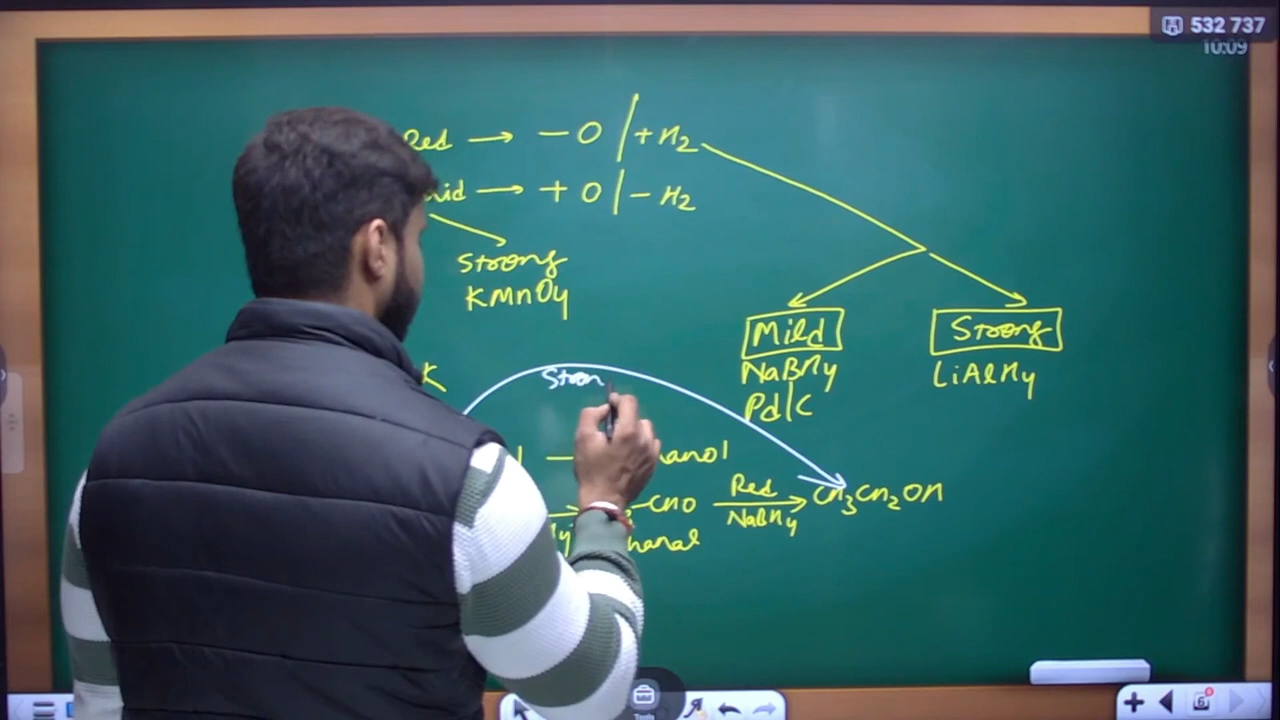 532 737
10:09
Red → - O / + H2
→ + O / - H2
Strong
KMnO4
Mild
NaBH4
Pd/C
Strong
LiAlH4
K
Stron
anol
-CHO
Red
NaBH4
CH3CH2OH
hanal
Tools